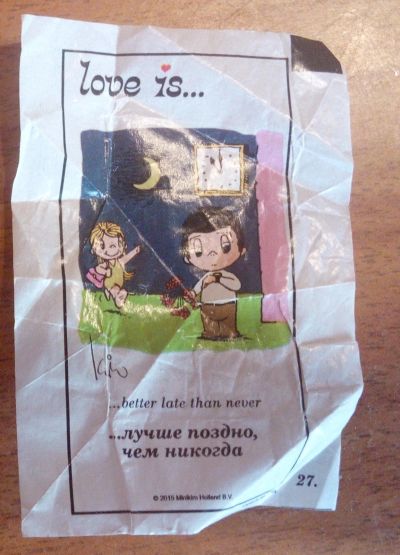 love is...
...better late than never
...лучше поздно,
чем никогда
27.
© 2015 Minikim Holland B.V.